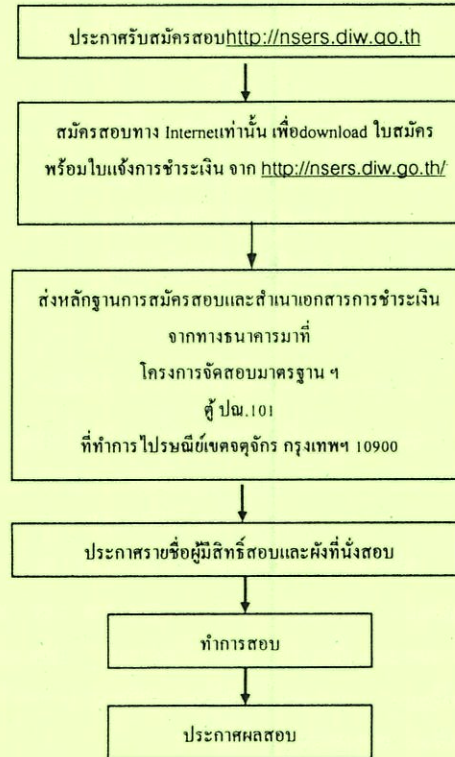 ประกาศรับสมัครสอบhttp://nsers.diw.go.th
สมัครสอบทาง Internetเท่านั้น เพื่อdownload ใบสมัคร
พร้อมใบแจ้งการชำระเงิน จาก http://nsers.diw.go.th/
ส่งหลักฐานการสมัครสอบและสำเนาเอกสารการชำระเงิน
จากทางธนาคารมาที่
โครงการจัดสอบมาตรฐาน ฯ
ตู้ ปณ.101
ที่ทำการไปรษณีย์เขตจตุจักร กรุงเทพฯ 10900
ประกาศรายชื่อผู้มีสิทธิ์สอบและผังที่นั่งสอบ
ทำการสอบ
ประกาศผลสอบ